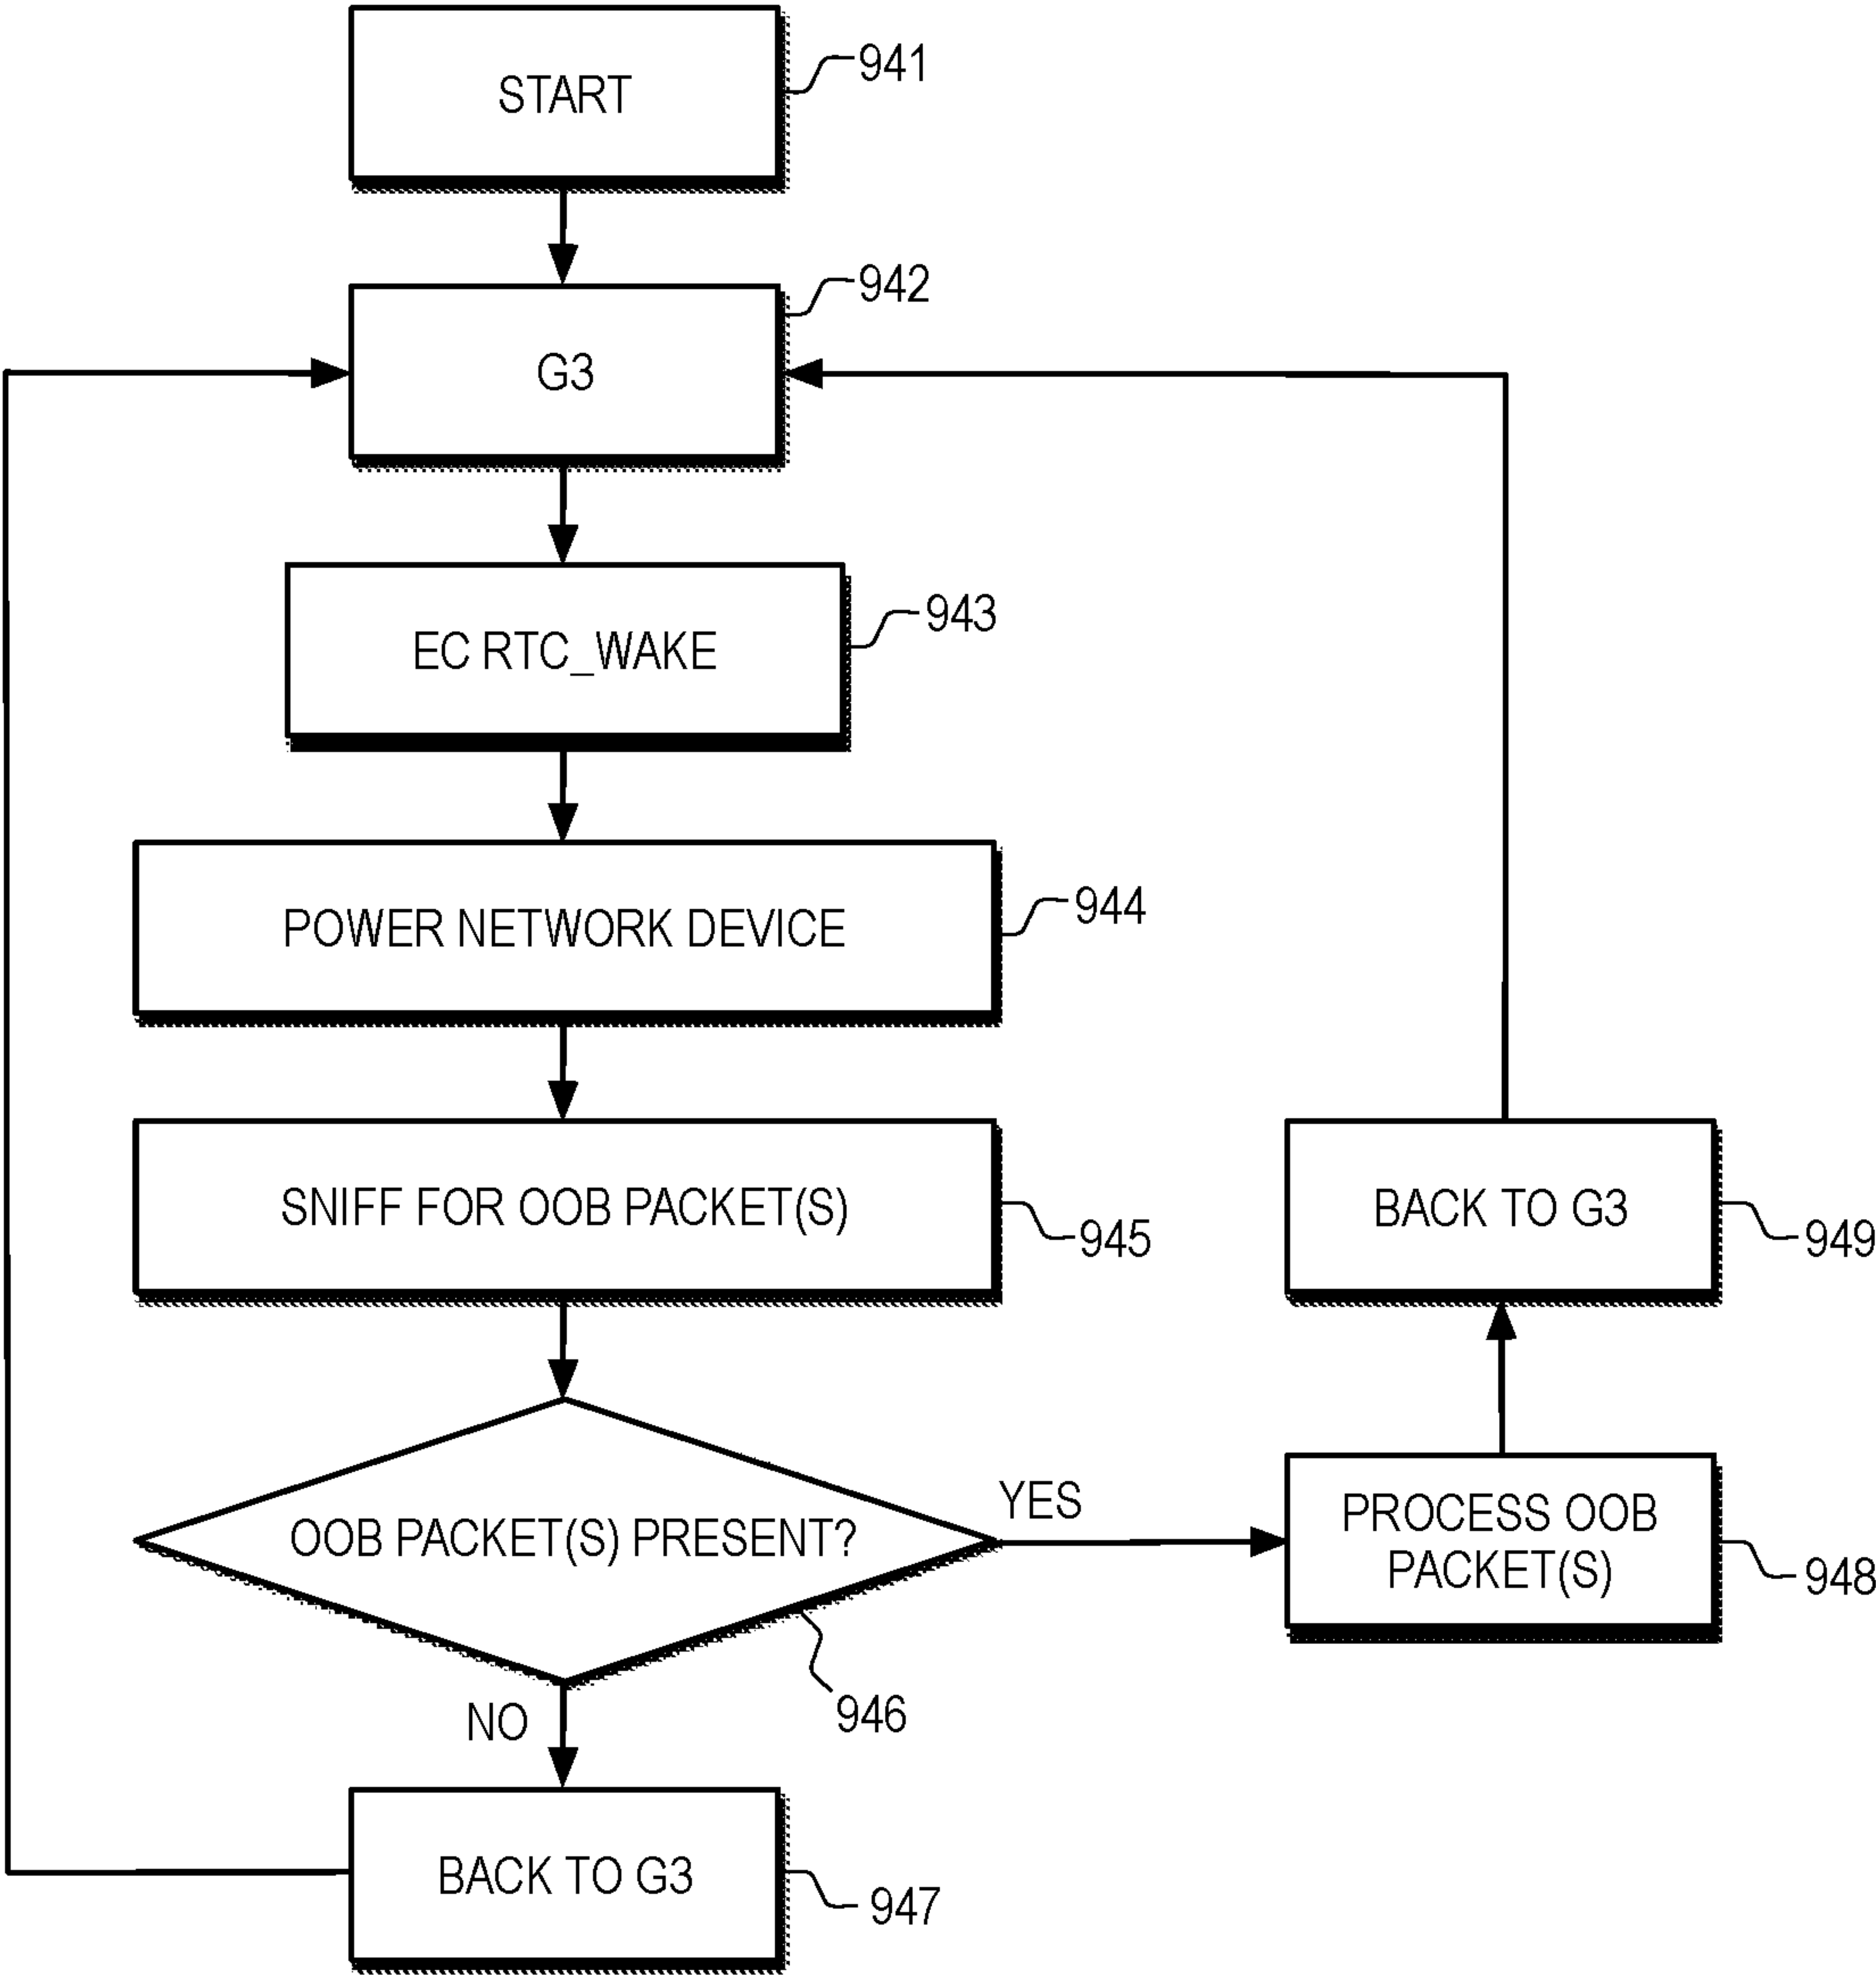 START
941
G3
942
EC RTC_WAKE
943
POWER NETWORK DEVICE
944
SNIFF FOR OOB PACKET(S)
945
OOB PACKET(S) PRESENT?
946
YES
NO
BACK TO G3
947
PROCESS OOB
PACKET(S)
948
BACK TO G3
949